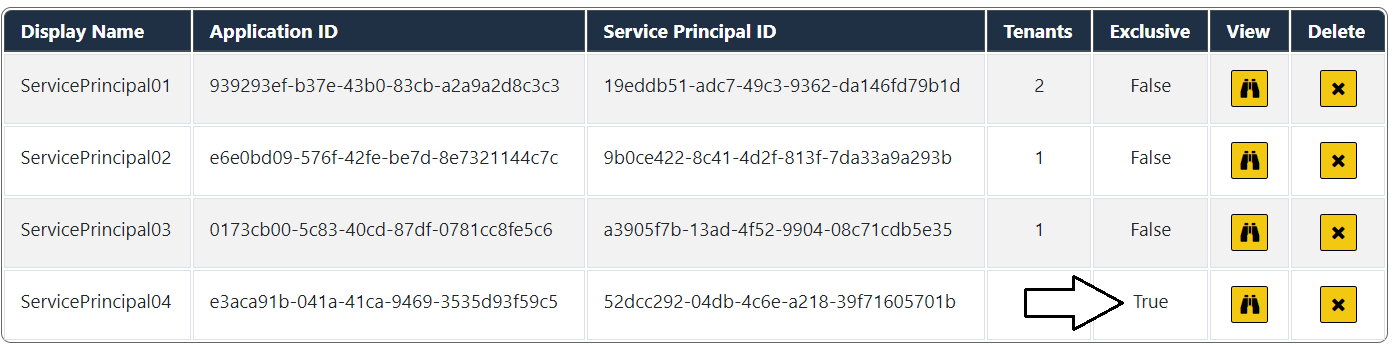 Display Name Application ID Service Principal ID Tenants Exclusive View Delete
ServicePrincipal01 939293ef-b37e-43b0-83cb-a2a9a2d8c3c3 19eddb51-adc7-49c3-9362-da146fd79b1d 2 False
ServicePrincipal02 e6e0bd09-576f-42fe-be7d-8e7321144c7c 9b0ce422-8c41-4d2f-813f-7da33a9a293b 1 False
ServicePrincipal03 0173cb00-5c83-40cd-87df-0781cc8fe5c6 a3905f7b-13ad-4f52-9904-08c71cdb5e35 1 False
ServicePrincipal04 e3aca91b-041a-41ca-9469-3535d93f59c5 52dcc292-04db-4c6e-a218-39f71605701b True